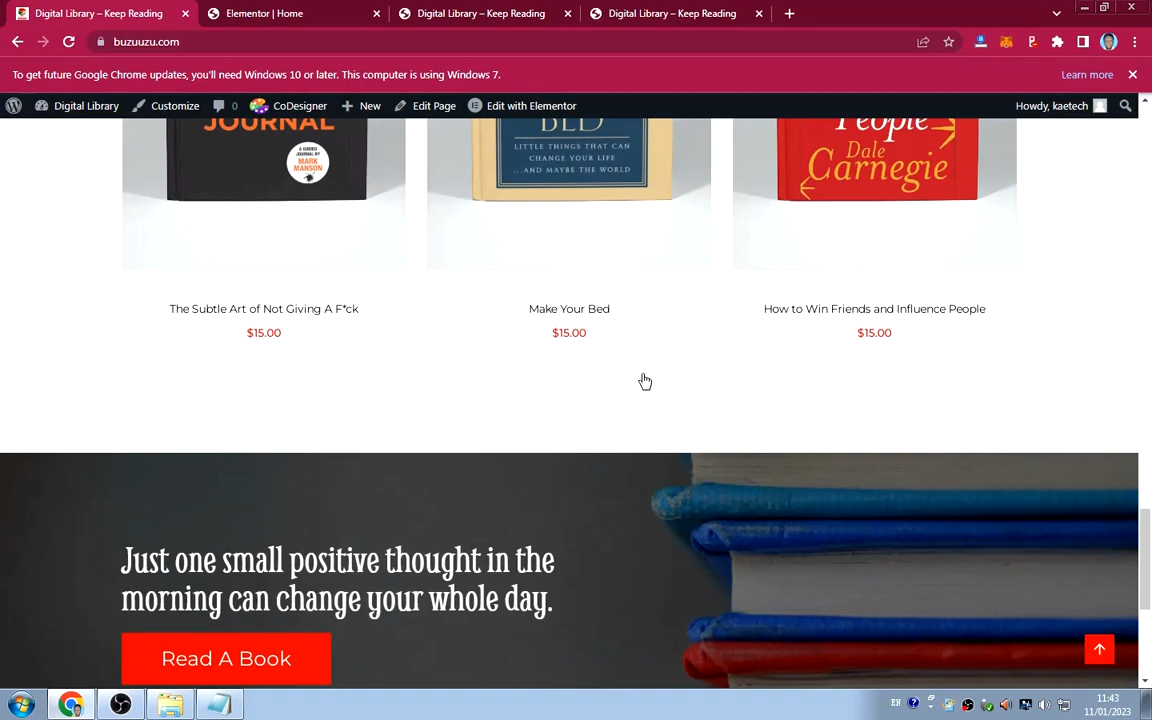 Digital Library – Keep Reading
Elementor | Home
Digital Library – Keep Reading
Digital Library – Keep Reading
buzuuzu.com
To get future Google Chrome updates, you'll need Windows 10 or later. This computer is using Windows 7.
Learn more
Digital Library
Customize
0
CoDesigner
New
Edit Page
Edit with Elementor
Howdy, kaetech
JOURNAL
A GUIDED
JOURNAL BY
MARK
MANSON
BED
LITTLE THINGS THAT CAN
CHANGE YOUR LIFE
...AND MAYBE THE WORLD
People
Dale
Carnegie
The Subtle Art of Not Giving A F*ck
$15.00
Make Your Bed
$15.00
How to Win Friends and Influence People
$15.00
Just one small positive thought in the
morning can change your whole day.
Read A Book
EN
11:43
11/01/2023